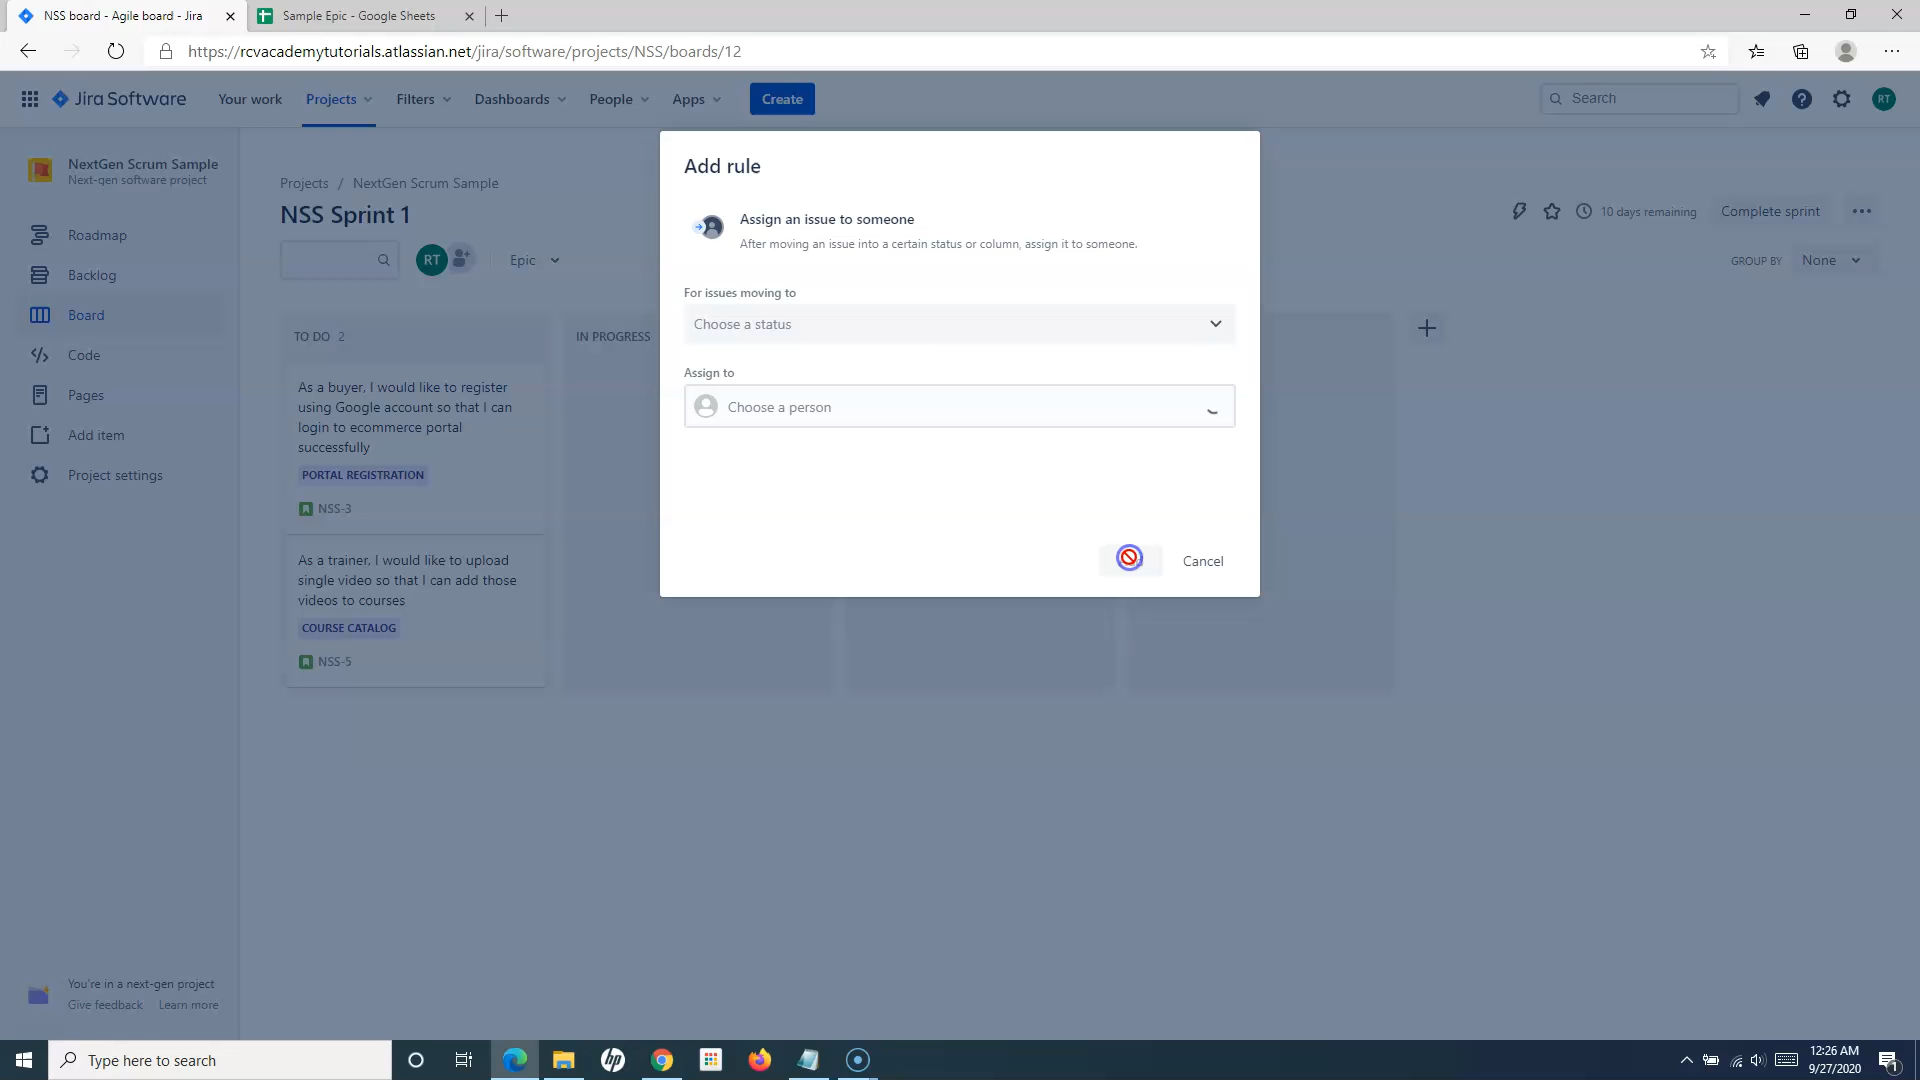 NSS board - Agile board - Jira
Sample Epic - Google Sheets
https://rcvacademytutorials.atlassian.net/jira/software/projects/NSS/boards/12
Jira Software
Your work
Projects
Filters
Dashboards
People
Apps
Create
Search
RT
NextGen Scrum Sample
Next-gen software project
Roadmap
Backlog
Board
Code
Pages
Add item
Project settings
Projects / NextGen Scrum Sample
NSS Sprint 1
10 days remaining
Complete sprint
RT
Epic
GROUP BY None
TO DO 2
IN PROGRESS
As a buyer, I would like to register
using Google account so that I can
login to ecommerce portal
successfully
PORTAL REGISTRATION
NSS-3
As a trainer, I would like to upload
single video so that I can add those
videos to courses
COURSE CATALOG
NSS-5
Add rule
Assign an issue to someone
After moving an issue into a certain status or column, assign it to someone.
For issues moving to
Choose a status
Assign to
Choose a person
Cancel
You're in a next-gen project
Give feedback Learn more
Type here to search
hp
12:26 AM
9/27/2020
1